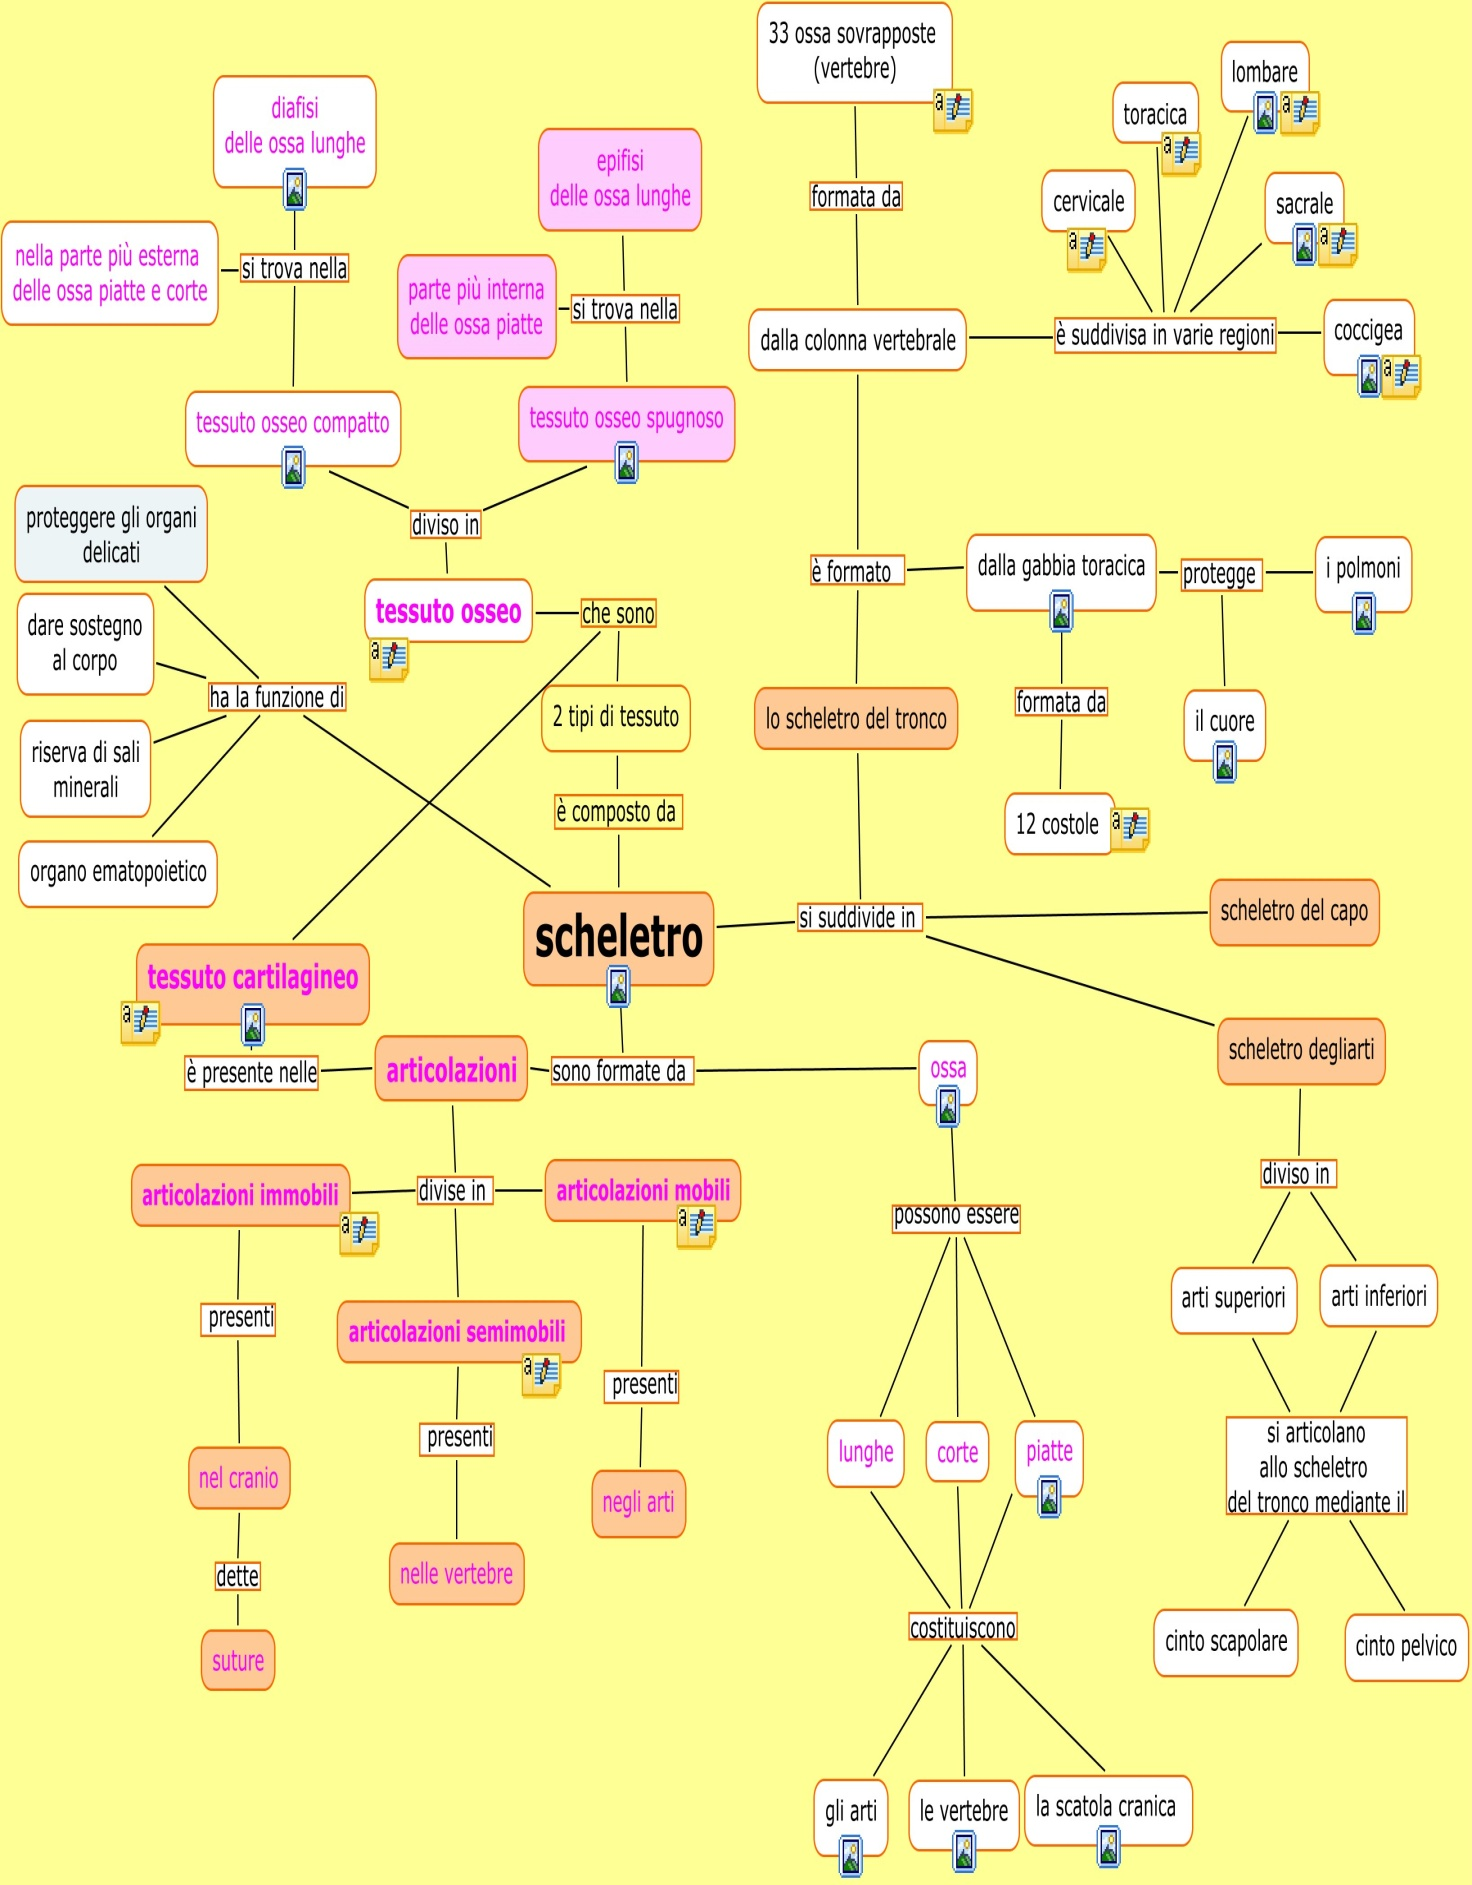 33 ossa sovrapposte
(vertebre)
lombare
toracica
diafisi
delle ossa lunghe
epifisi
delle ossa lunghe
formata da
cervicale
sacrale
nella parte più esterna
delle ossa piatte e corte
si trova nella
parte più interna
delle ossa piatte
si trova nella
dalla colonna vertebrale
è suddivisa in varie regioni
coccigea
tessuto osseo compatto
tessuto osseo spugnoso
proteggere gli organi
delicati
diviso in
è formato
dalla gabbia toracica
protegge
i polmoni
tessuto osseo
che sono
dare sostegno
al corpo
ha la funzione di
2 tipi di tessuto
lo scheletro del tronco
formata da
il cuore
riserva di sali
minerali
è composto da
12 costole
organo ematopoietico
scheletro
si suddivide in
scheletro del capo
tessuto cartilagineo
è presente nelle
articolazioni
sono formate da
ossa
scheletro degliarti
articolazioni immobili
divise in
articolazioni mobili
possono essere
diviso in
presenti
articolazioni semimobili
arti superiori
arti inferiori
presenti
presenti
lunghe
corte
piatte
si articolano
allo scheletro
del tronco mediante il
nel cranio
negli arti
dette
nelle vertebre
costituiscono
cinto scapolare
cinto pelvico
suture
gli arti
le vertebre
la scatola cranica